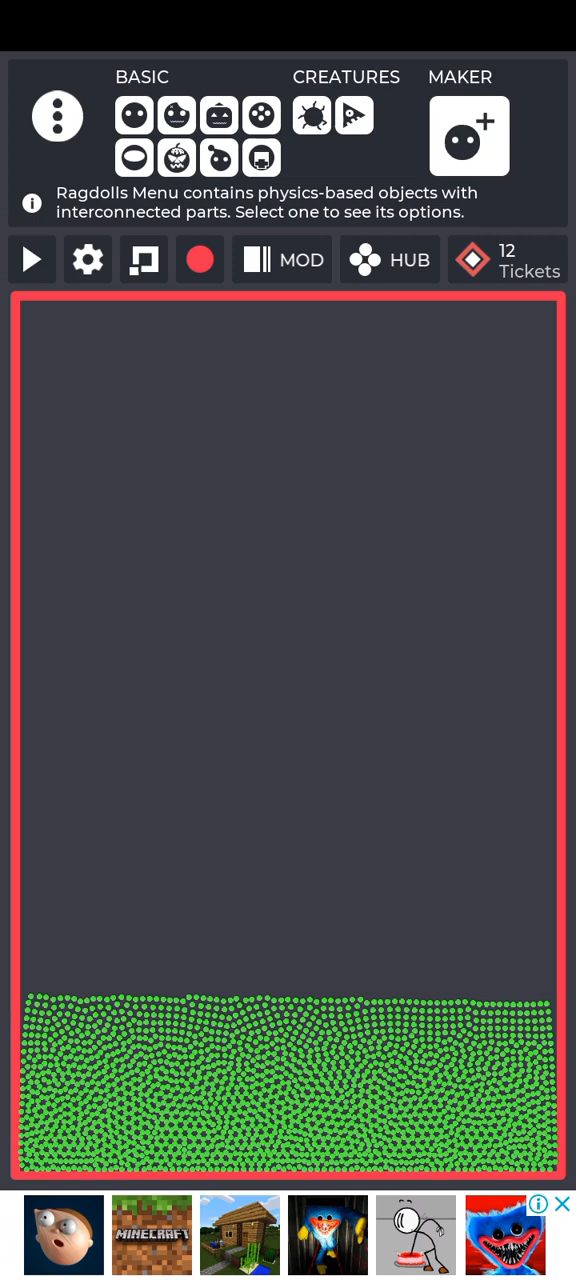 BASIC
CREATURES
MAKER
Ragdolls Menu contains physics-based objects with
interconnected parts. Select one to see its options.
MOD
HUB
12
Tickets
MINECRAFT